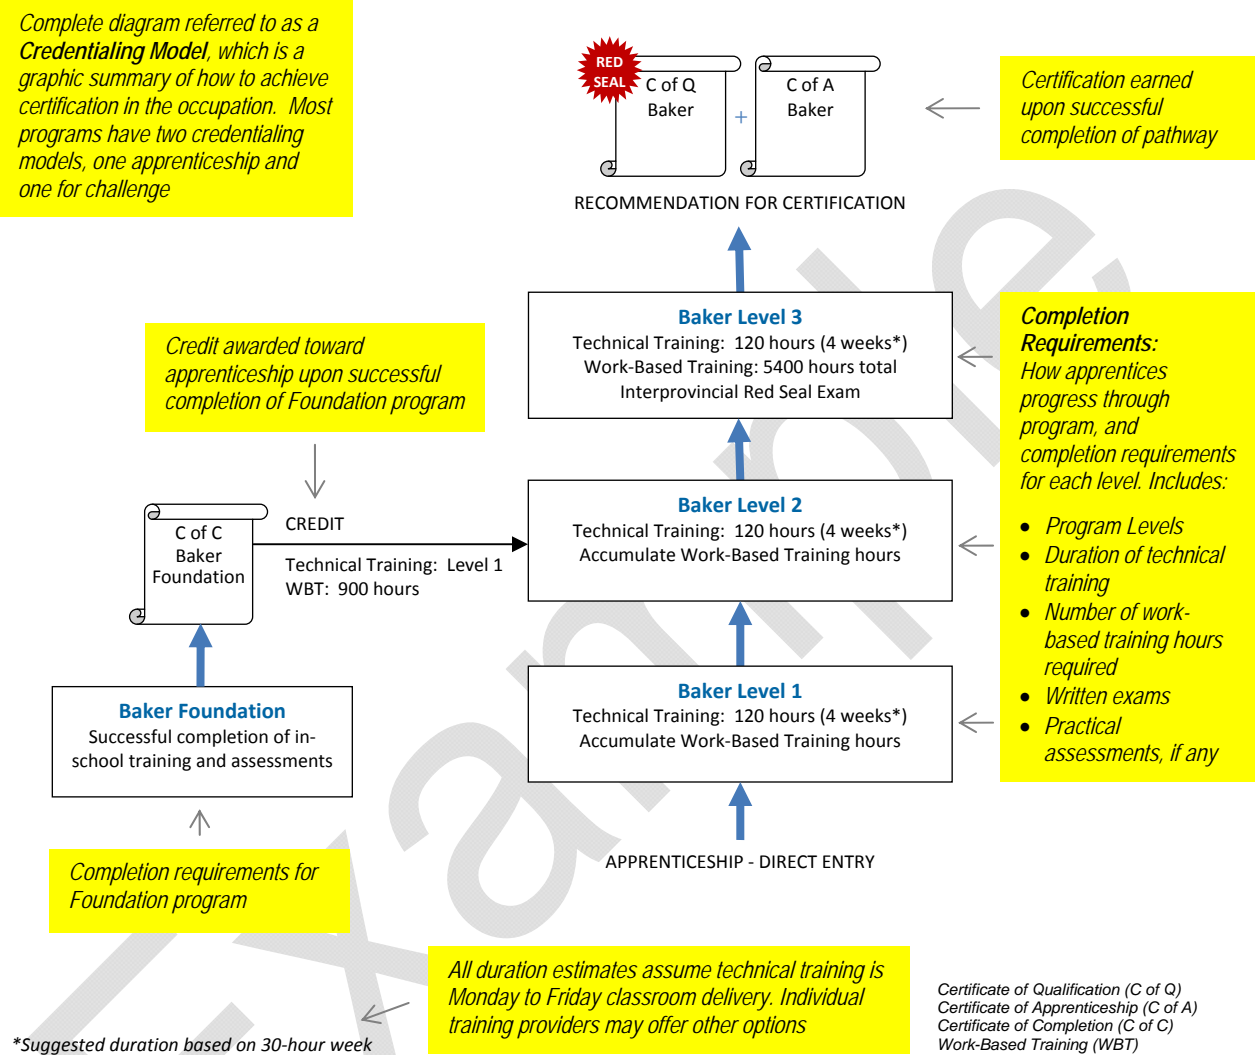 Complete diagram referred to as a
Credentialing Model, which is a
graphic summary of how to achieve
certification in the occupation. Most
programs have two credentialing
models, one apprenticeship and
one for challenge
RED
SEAL
C of Q
Baker
+
C of A
Baker
Certification earned
upon successful
completion of pathway
RECOMMENDATION FOR CERTIFICATION
Baker Level 3
Technical Training: 120 hours (4 weeks*)
Work-Based Training: 5400 hours total
Interprovincial Red Seal Exam
Credit awarded toward
apprenticeship upon successful
completion of Foundation program
Completion
Requirements:
How apprentices
progress through
program, and
completion requirements
for each level. Includes:
• Program Levels
• Duration of technical
training
• Number of work-
based training hours
required
• Written exams
• Practical
assessments, if any
Baker Level 2
Technical Training: 120 hours (4 weeks*)
Accumulate Work-Based Training hours
C of C
Baker
Foundation
CREDIT
Technical Training: Level 1
WBT: 900 hours
Baker Level 1
Technical Training: 120 hours (4 weeks*)
Accumulate Work-Based Training hours
Baker Foundation
Successful completion of in-
school training and assessments
APPRENTICESHIP - DIRECT ENTRY
Completion requirements for
Foundation program
All duration estimates assume technical training is
Monday to Friday classroom delivery. Individual
training providers may offer other options
*Suggested duration based on 30-hour week
Certificate of Qualification (C of Q)
Certificate of Apprenticeship (C of A)
Certificate of Completion (C of C)
Work-Based Training (WBT)
Example